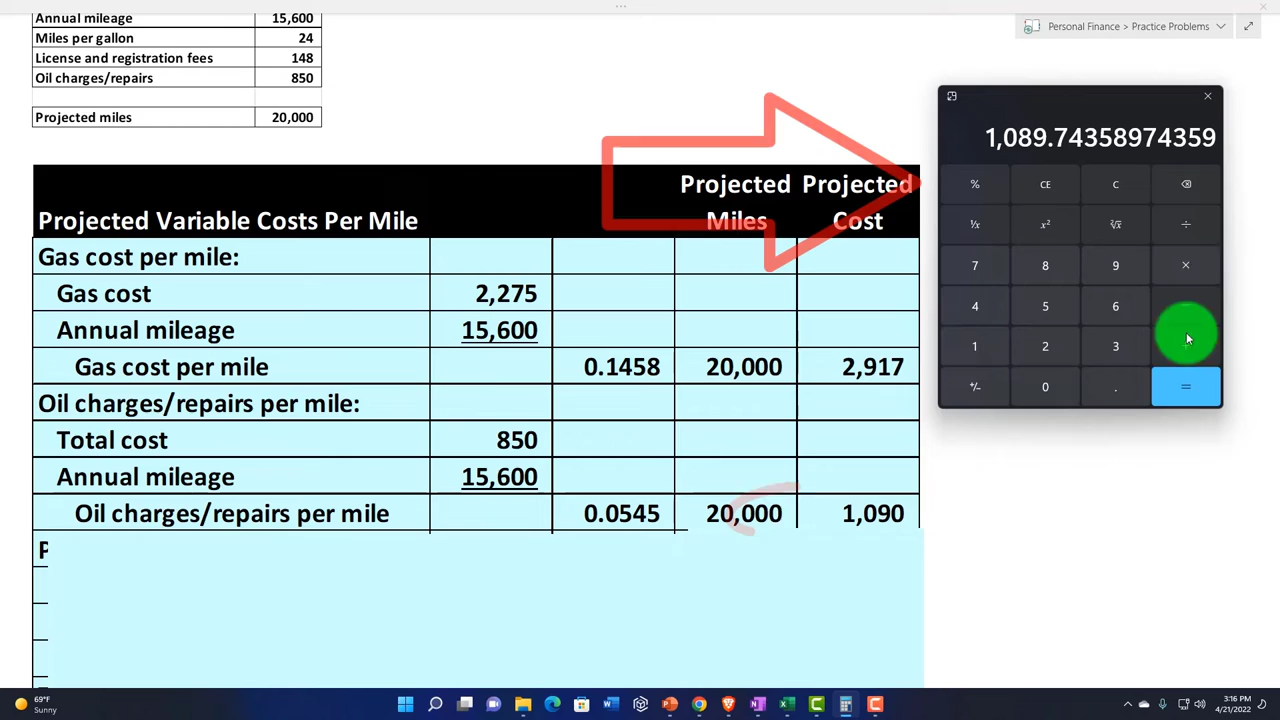 Annual mileage 15,600
Personal Finance > Practice Problems
Miles per gallon 24
License and registration fees 148
Oil charges/repairs 850
Projected miles 20,000
1,089.74358974359
Projected Projected
Projected Variable Costs Per Mile Miles Cost
% CE C
¹/x x² ²√x ÷
Gas cost per mile:
7 8 9 ×
Gas cost 2,275
4 5 6
Annual mileage 15,600
1 2 3 +
Gas cost per mile 0.1458 20,000 2,917
+/- 0 . =
Oil charges/repairs per mile:
Total cost 850
Annual mileage 15,600
Oil charges/repairs per mile 0.0545 20,000 1,090
P
69°F
Sunny
3:16 PM
4/21/2022